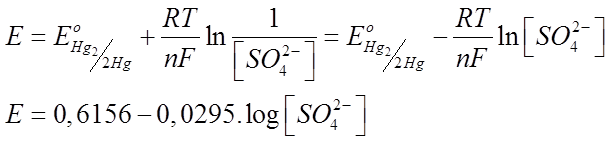 E = E°Hg₂/2Hg + RT/nF ln 1/[SO₄²⁻] = E°Hg₂/2Hg − RT/nF ln[SO₄²⁻]
E = 0,6156 − 0,0295.log[SO₄²⁻]